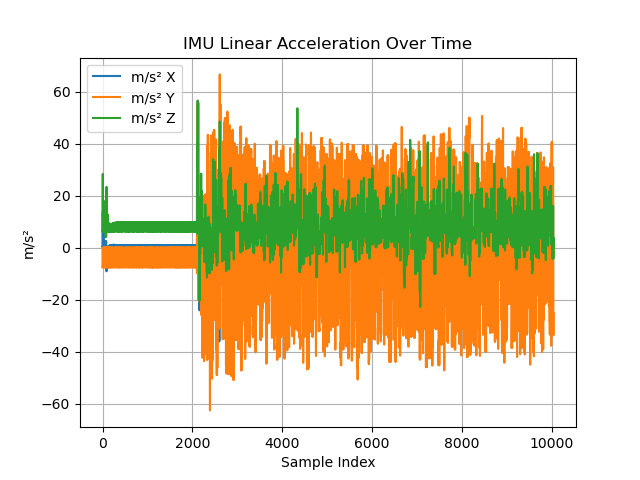 IMU Linear Acceleration Over Time
m/s² X
m/s² Y
m/s² Z
60
40
20
0
−20
−40
−60
m/s²
0 2000 4000 6000 8000 10000
Sample Index